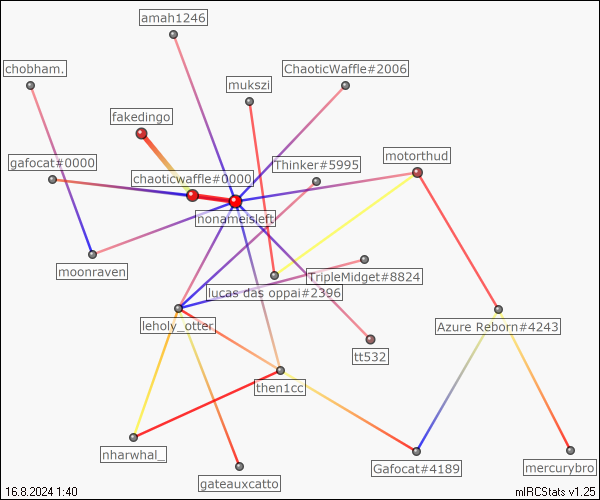 amah1246
chobham.
ChaoticWaffle#2006
mukszi
fakedingo
motorthud
gafocat#0000
Thinker#5995
chaoticwaffle#0000
nonameisleft
moonraven
TripleMidget#8824
lucas das oppai#2396
leholy_otter
Azure Reborn#4243
tt532
then1cc
nharwhal_
Gafocat#4189
mercurybro
gateauxcatto
16.8.2024 1:40
mIRCStats v1.25